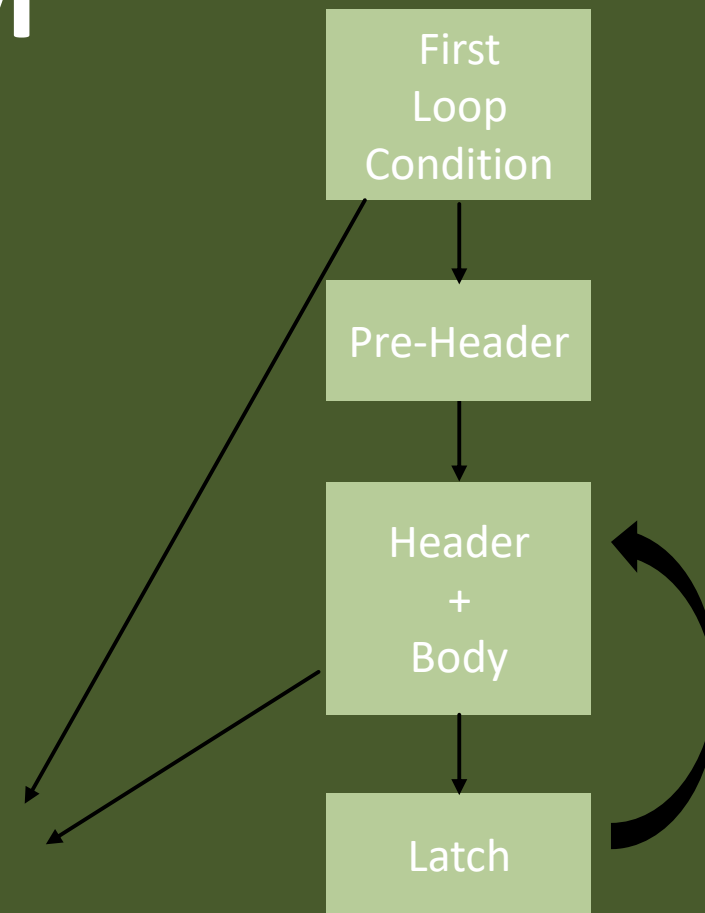 First
Loop
Condition
Pre-Header
Header
+
Body
Latch